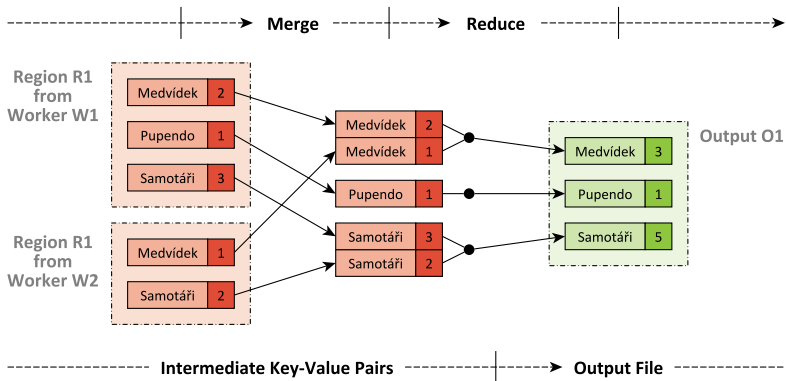 Merge
Reduce
Region R1
from
Worker W1
Medvídek 2
Pupendo 1
Samotáři 3
Region R1
from
Worker W2
Medvídek 1
Samotáři 2
Medvídek 2
Medvídek 1
Pupendo 1
Samotáři 3
Samotáři 2
Medvídek 3
Pupendo 1
Samotáři 5
Output O1
Intermediate Key-Value Pairs
Output File